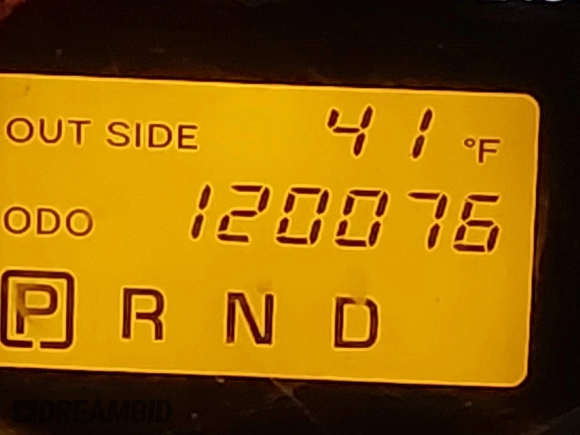 OUT SIDE 41 °F
ODO 120076
P R N D
DREAMBID